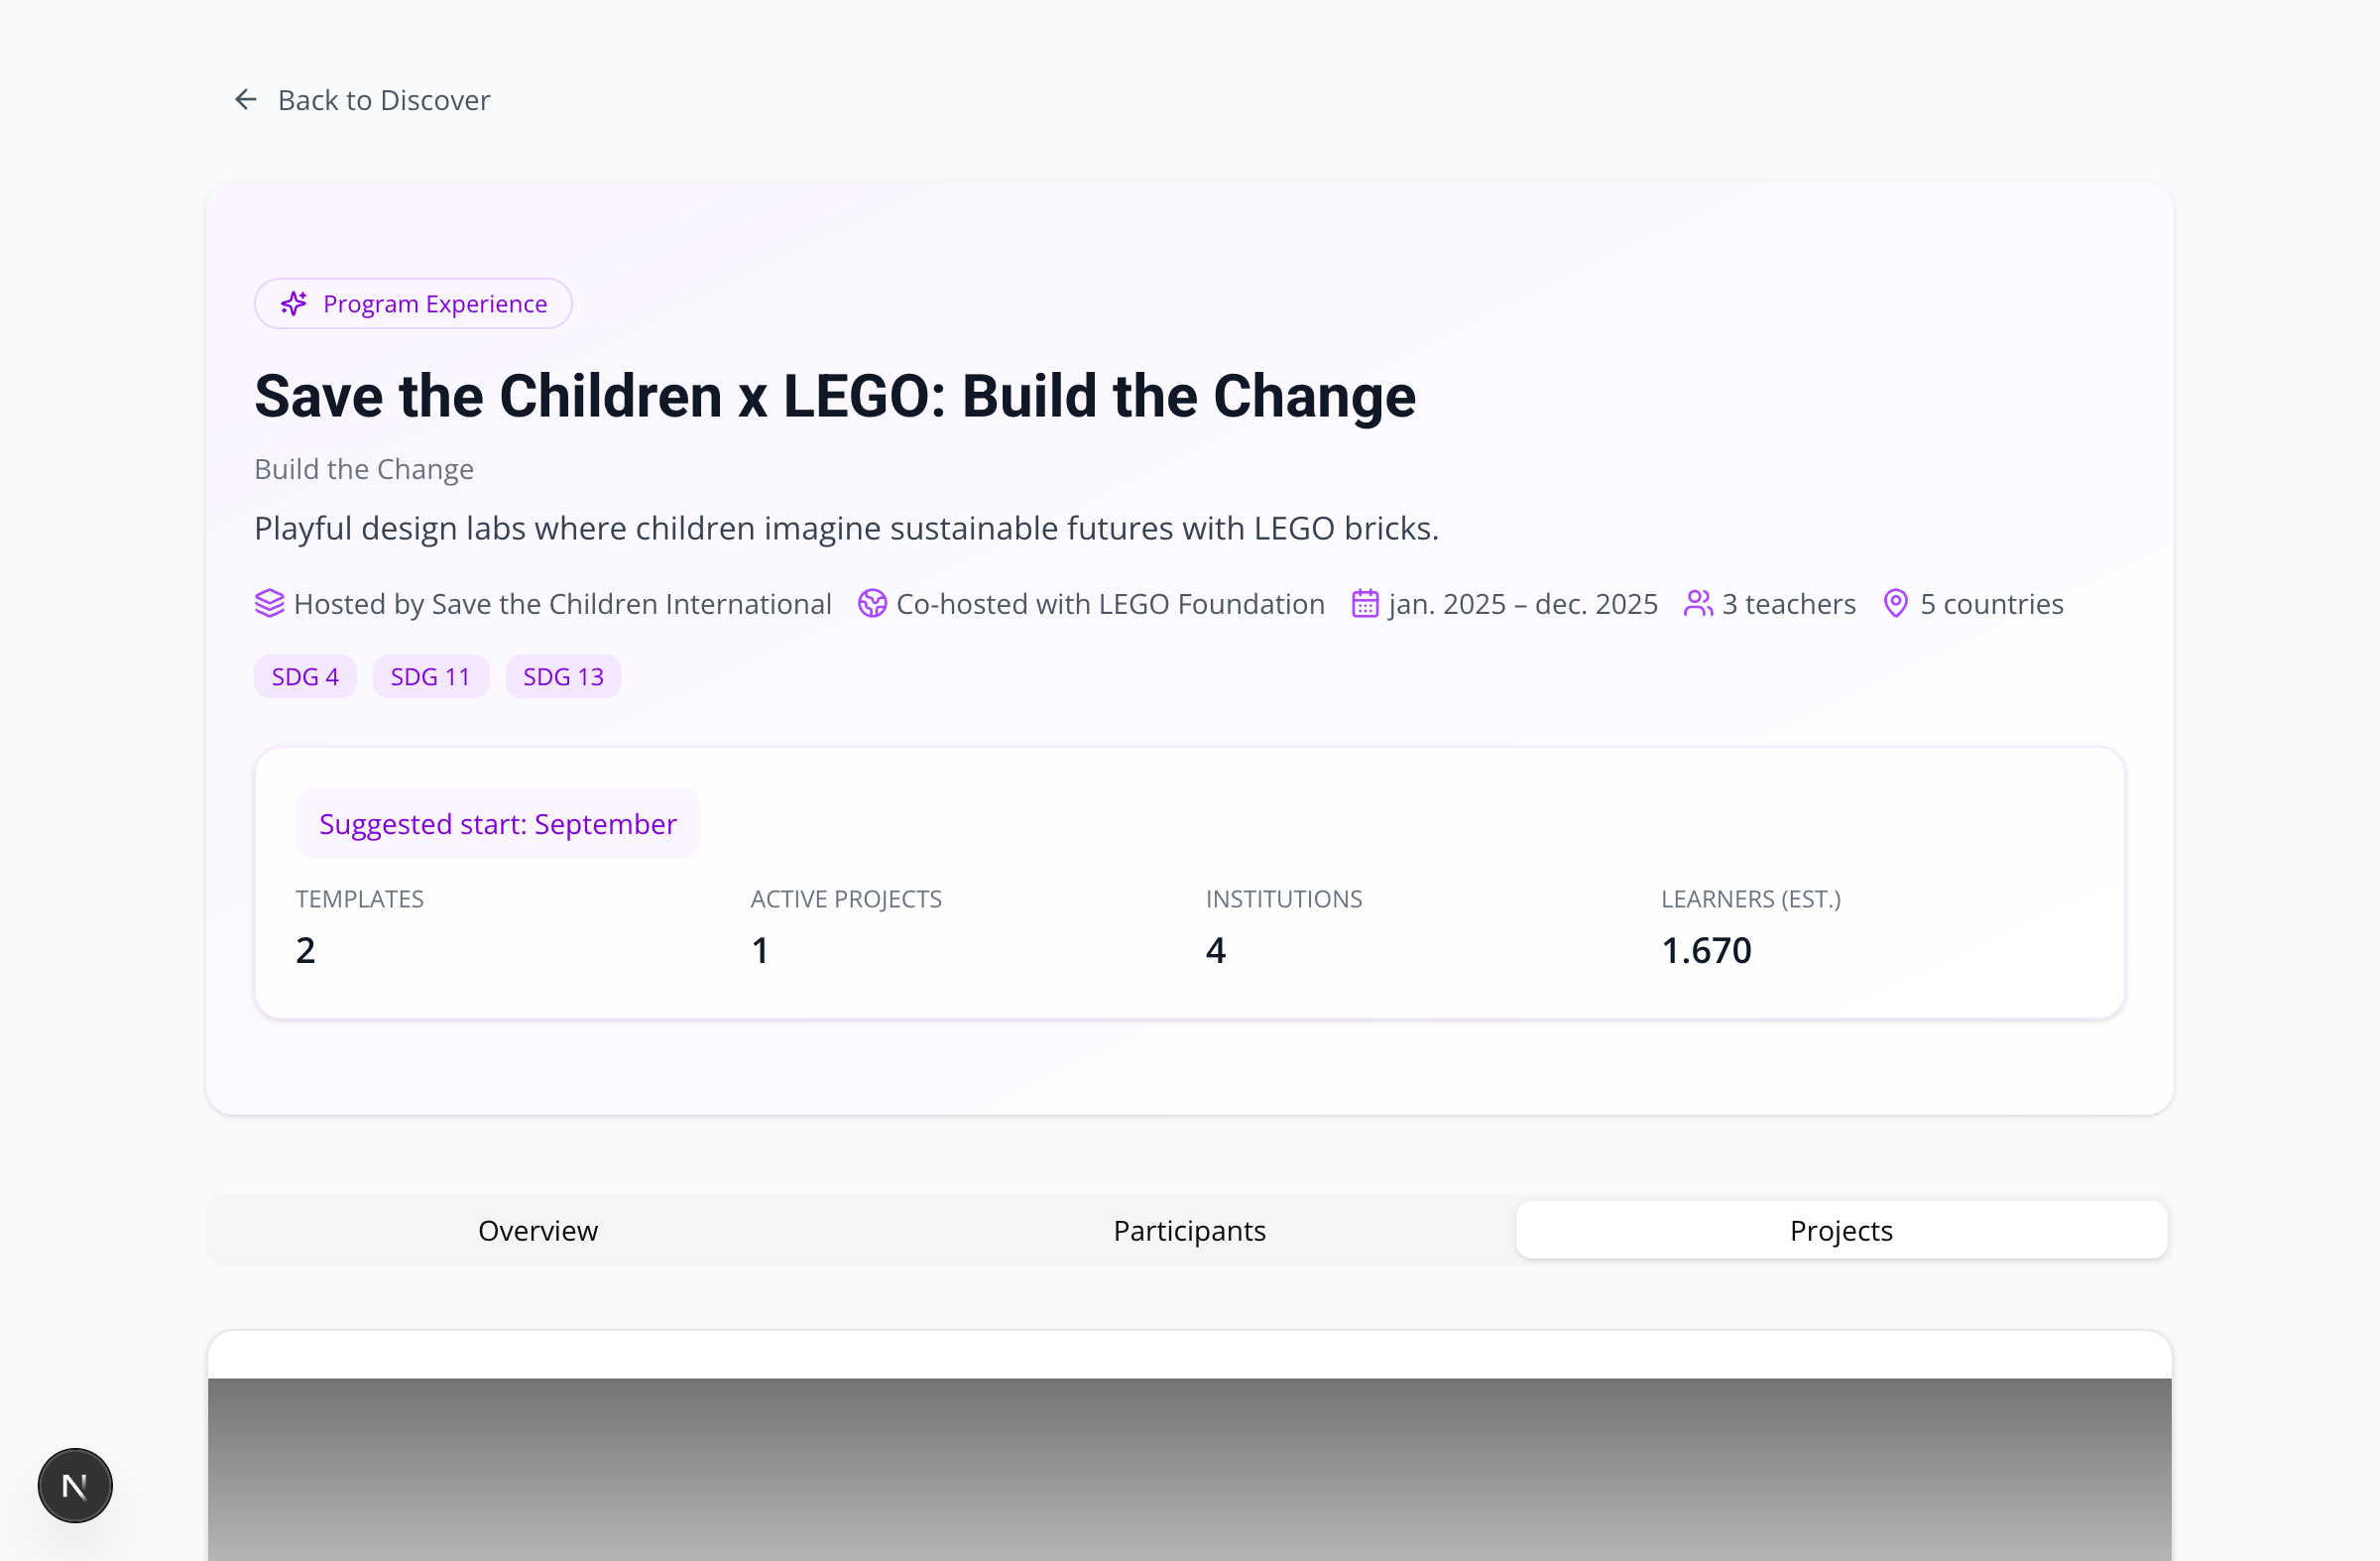 Back to Discover
Program Experience
Save the Children x LEGO: Build the Change
Build the Change
Playful design labs where children imagine sustainable futures with LEGO bricks.
Hosted by Save the Children International Co-hosted with LEGO Foundation jan. 2025 – dec. 2025 3 teachers 5 countries
SDG 4 SDG 11 SDG 13
Suggested start: September
TEMPLATES ACTIVE PROJECTS INSTITUTIONS LEARNERS (EST.)
2 1 4 1.670
Overview Participants Projects
N